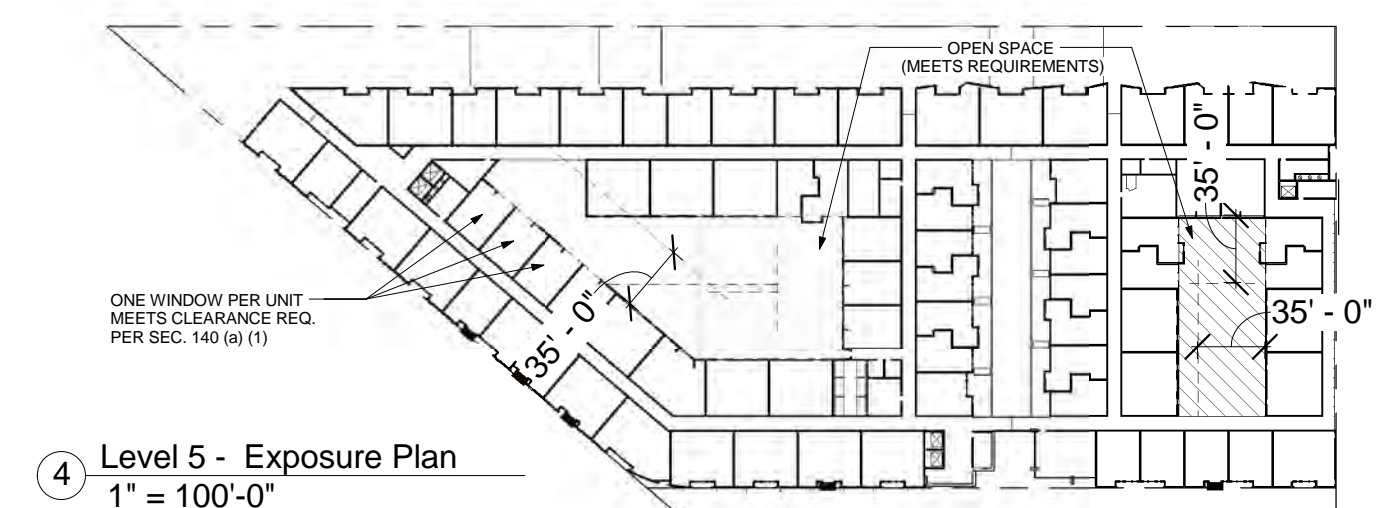 OPEN SPACE
(MEETS REQUIREMENTS)
35' - 0"
35' - 0"
35' - 0"
ONE WINDOW PER UNIT
MEETS CLEARANCE REQ.
PER SEC. 140 (a) (1)
4
Level 5 - Exposure Plan
1" = 100'-0"